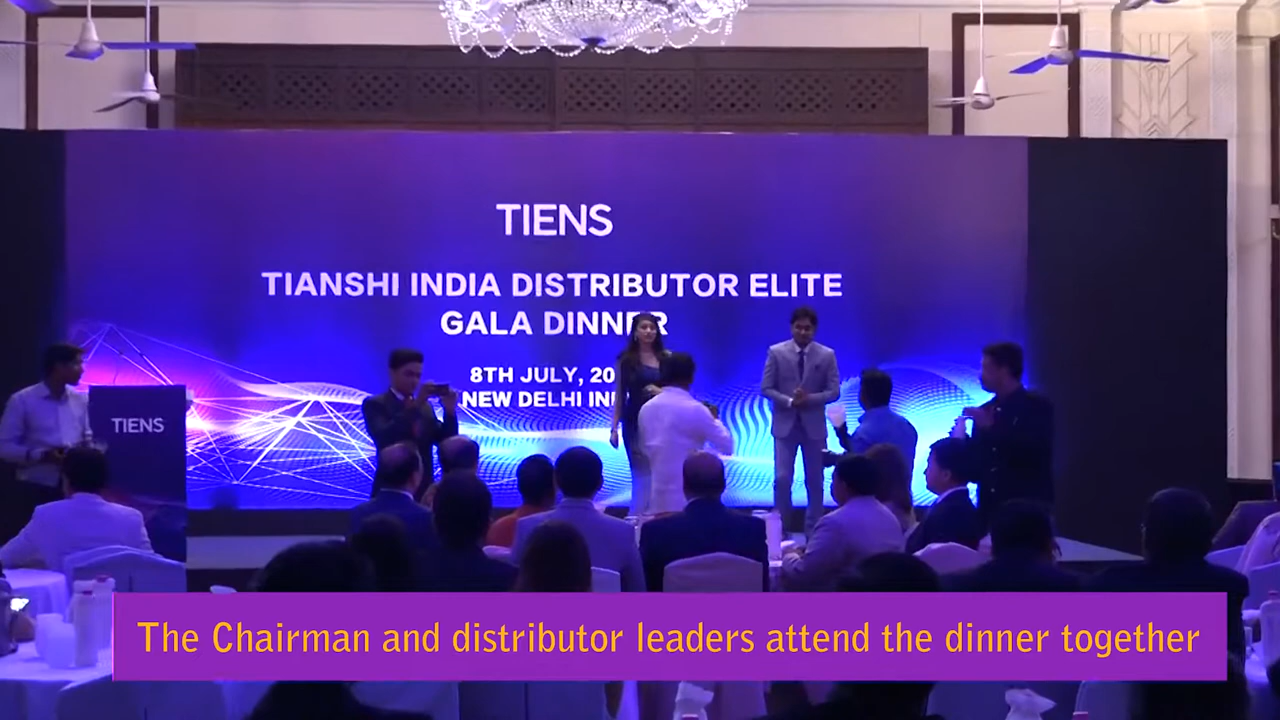 TIENS
TIANSHI INDIA DISTRIBUTOR ELITE
GALA DINNER
8TH JULY, 20
NEW DELHI
TIENS
The Chairman and distributor leaders attend the dinner together